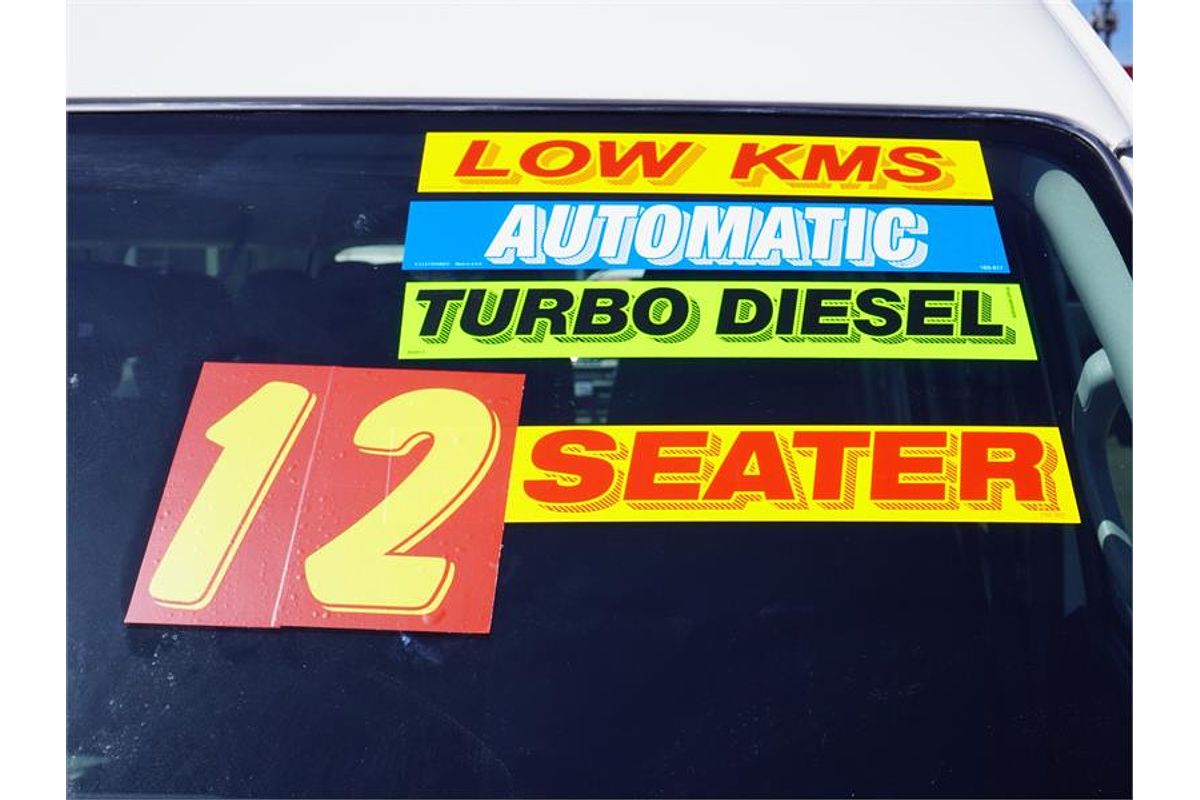 LOW KMS
AUTOMATIC
TURBO DIESEL
12 SEATER